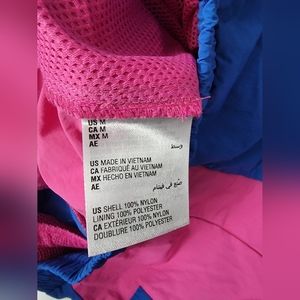 US M
CA M
MX M
AE وسط
US MADE IN VIETNAM
CA FABRIQUÉ AU VIETNAM
MX HECHO EN VIETNAM
AE صُنع في فيتنام
US SHELL 100% NYLON
LINING 100% POLYESTER
CA EXTÉRIEUR 100% NYLON
DOUBLURE 100% POLYESTER